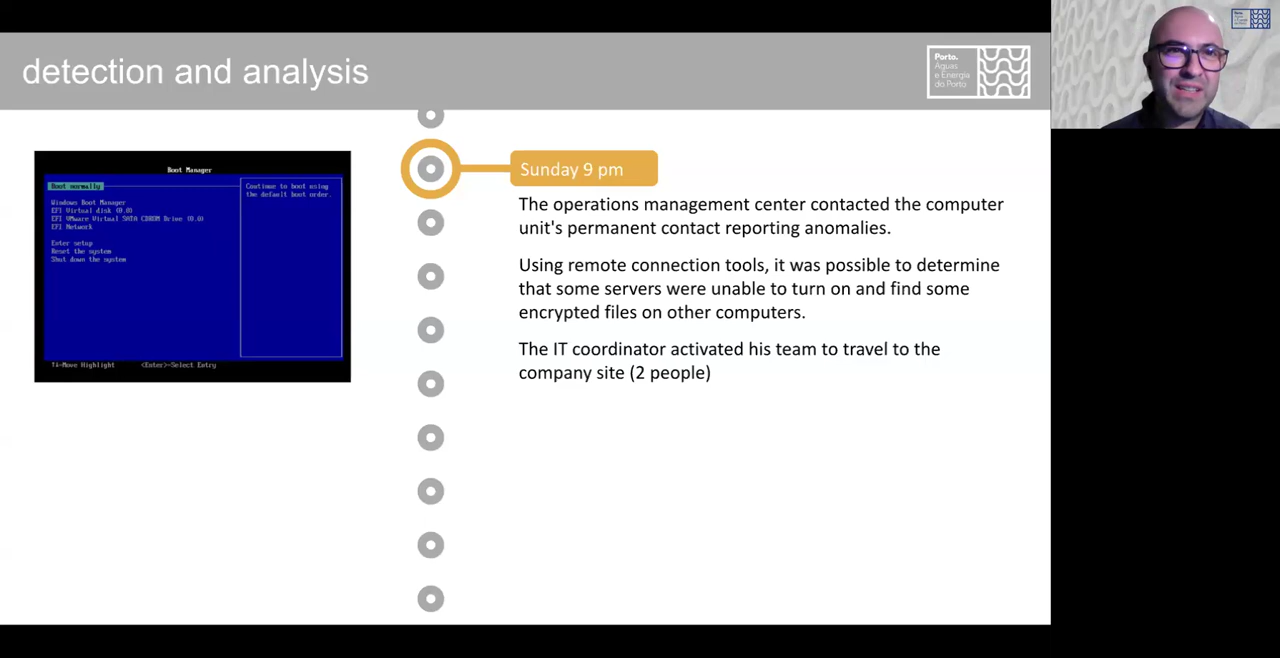 detection and analysis
Porto.
Águas
e Energia
do Porto
Boot Manager
Boot normally
Windows Boot Manager
EFI Virtual disk (0.0)
EFI VMware Virtual SATA CDROM Drive (0.0)
EFI Network
Enter setup
Reset the system
Shut down the system
Continue to boot using
the default boot order.
↑↓=Move Highlight
<Enter>=Select Entry
Sunday 9 pm
The operations management center contacted the computer
unit's permanent contact reporting anomalies.
Using remote connection tools, it was possible to determine
that some servers were unable to turn on and find some
encrypted files on other computers.
The IT coordinator activated his team to travel to the
company site (2 people)